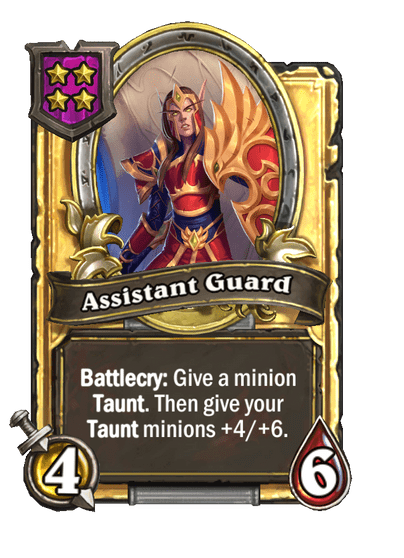 Assistant Guard
Battlecry: Give a minion
Taunt. Then give your
Taunt minions +4/+6.
4
6